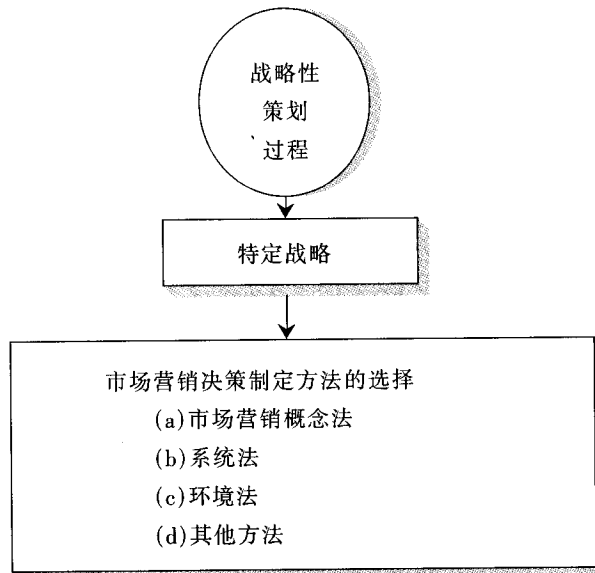 战略性
策划
过程
特定战略
市场营销决策制定方法的选择
(a)市场营销概念法
(b)系统法
(c)环境法
(d)其他方法